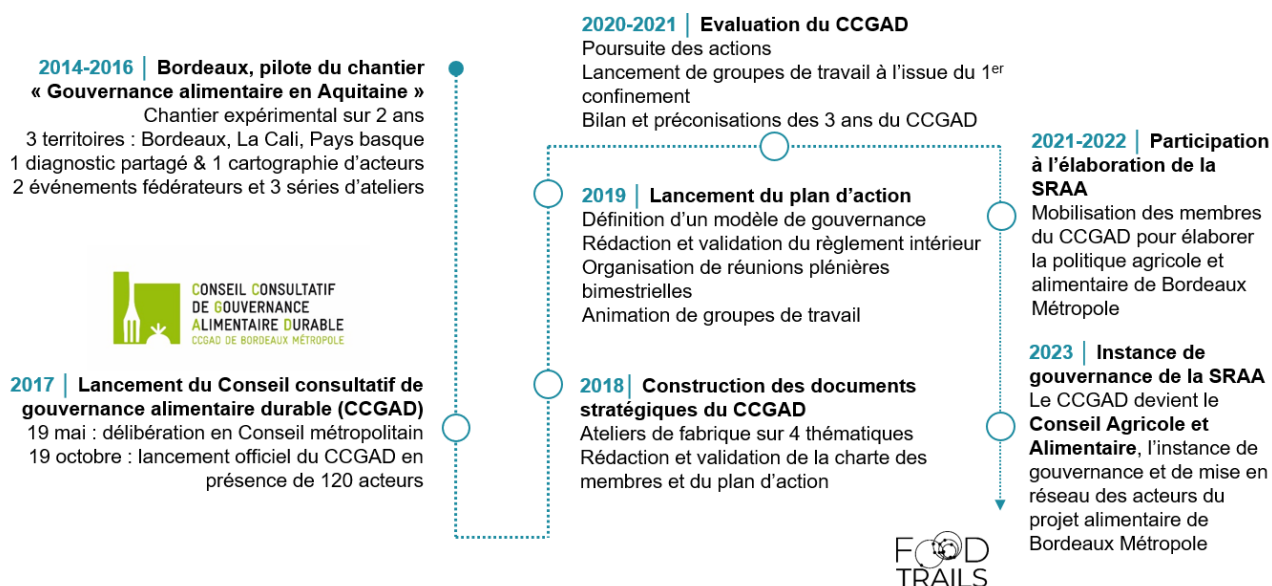 2014-2016 | Bordeaux, pilote du chantier
« Gouvernance alimentaire en Aquitaine »
Chantier expérimental sur 2 ans
3 territoires : Bordeaux, La Cali, Pays basque
1 diagnostic partagé & 1 cartographie d'acteurs
2 événements fédérateurs et 3 séries d'ateliers
CONSEIL CONSULTATIF
DE GOUVERNANCE
ALIMENTAIRE DURABLE
CCGAD DE BORDEAUX MÉTROPOLE
2017 | Lancement du Conseil consultatif de
gouvernance alimentaire durable (CCGAD)
19 mai : délibération en Conseil métropolitain
19 octobre : lancement officiel du CCGAD en
présence de 120 acteurs
2018 | Construction des documents
stratégiques du CCGAD
Ateliers de fabrique sur 4 thématiques
Rédaction et validation de la charte des
membres et du plan d'action
2019 | Lancement du plan d'action
Définition d'un modèle de gouvernance
Rédaction et validation du règlement intérieur
Organisation de réunions plénières
bimestrielles
Animation de groupes de travail
2020-2021 | Evaluation du CCGAD
Poursuite des actions
Lancement de groupes de travail à l'issue du 1er
confinement
Bilan et préconisations des 3 ans du CCGAD
2021-2022 | Participation
à l'élaboration de la
SRAA
Mobilisation des membres
du CCGAD pour élaborer
la politique agricole et
alimentaire de Bordeaux
Métropole
2023 | Instance de
gouvernance de la SRAA
Le CCGAD devient le
Conseil Agricole et
Alimentaire, l'instance de
gouvernance et de mise en
réseau des acteurs du
projet alimentaire de
Bordeaux Métropole
FOOD
TRAILS